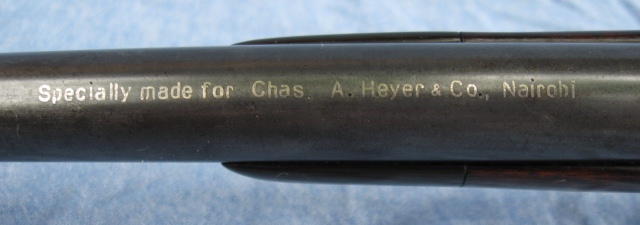 Specially made for Chas. A. Heyer & Co., Nairobi